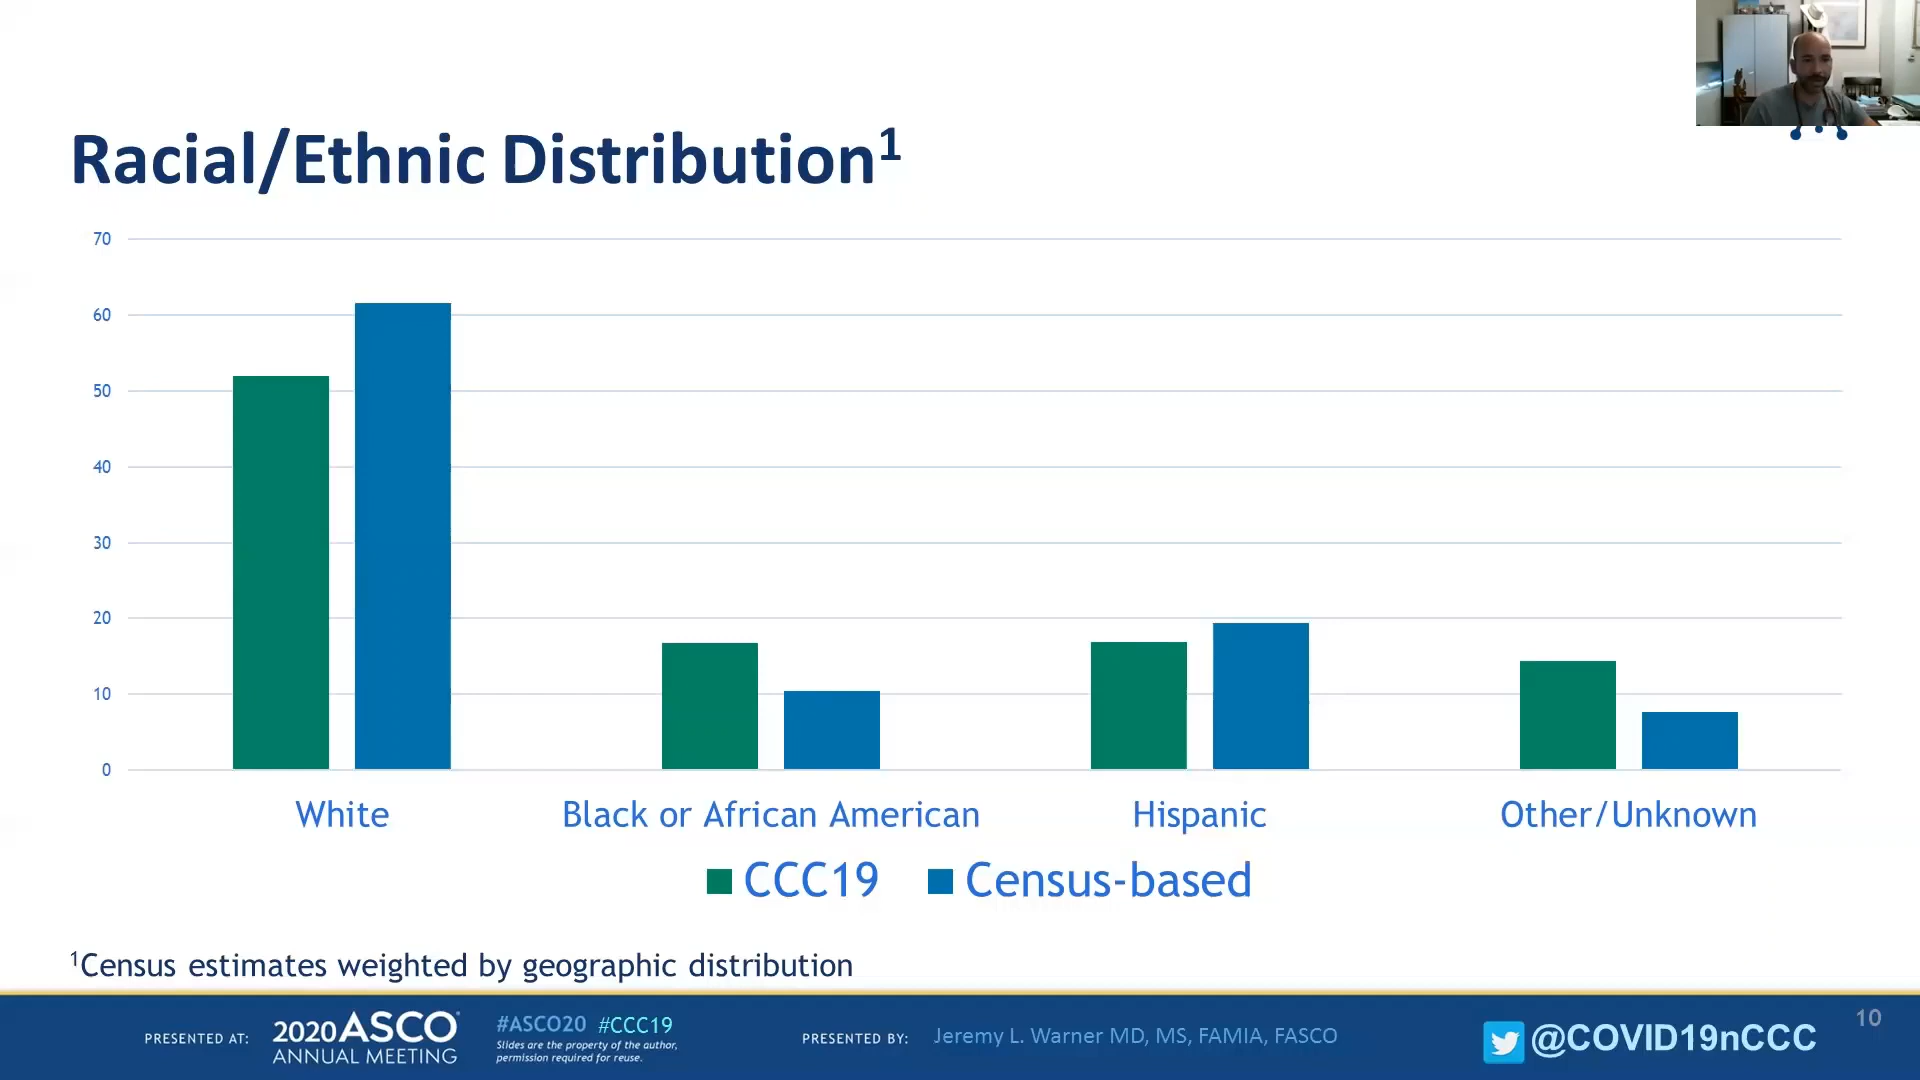 Racial/Ethnic Distribution¹
70
60
50
40
30
20
10
0
White Black or African American Hispanic Other/Unknown
CCC19 Census-based
¹Census estimates weighted by geographic distribution
PRESENTED AT: 2020 ASCO ANNUAL MEETING
#ASCO20 #CCC19
Slides are the property of the author,
permission required for reuse.
PRESENTED BY: Jeremy L. Warner MD, MS, FAMIA, FASCO
@COVID19nCCC
10